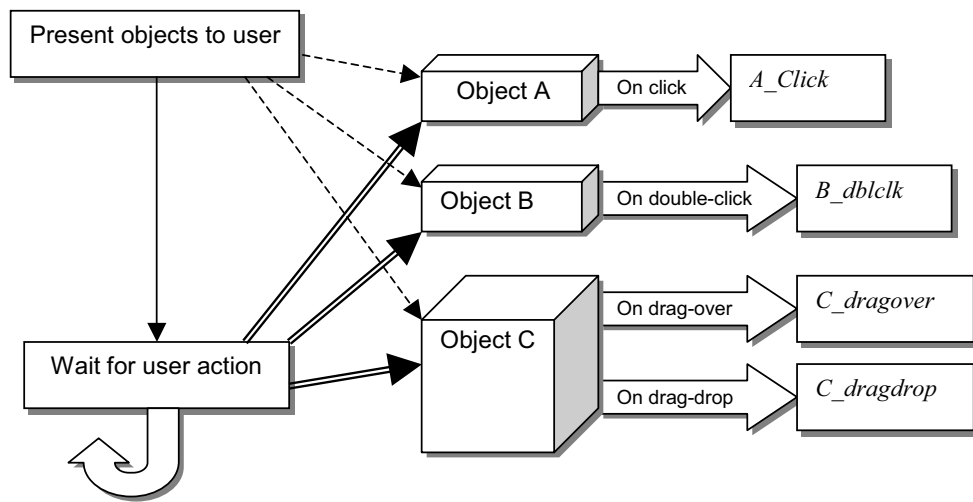 Present objects to user
Object A
On click
A_Click
Object B
On double-click
B_dblclk
Object C
On drag-over
C_dragover
Wait for user action
On drag-drop
C_dragdrop